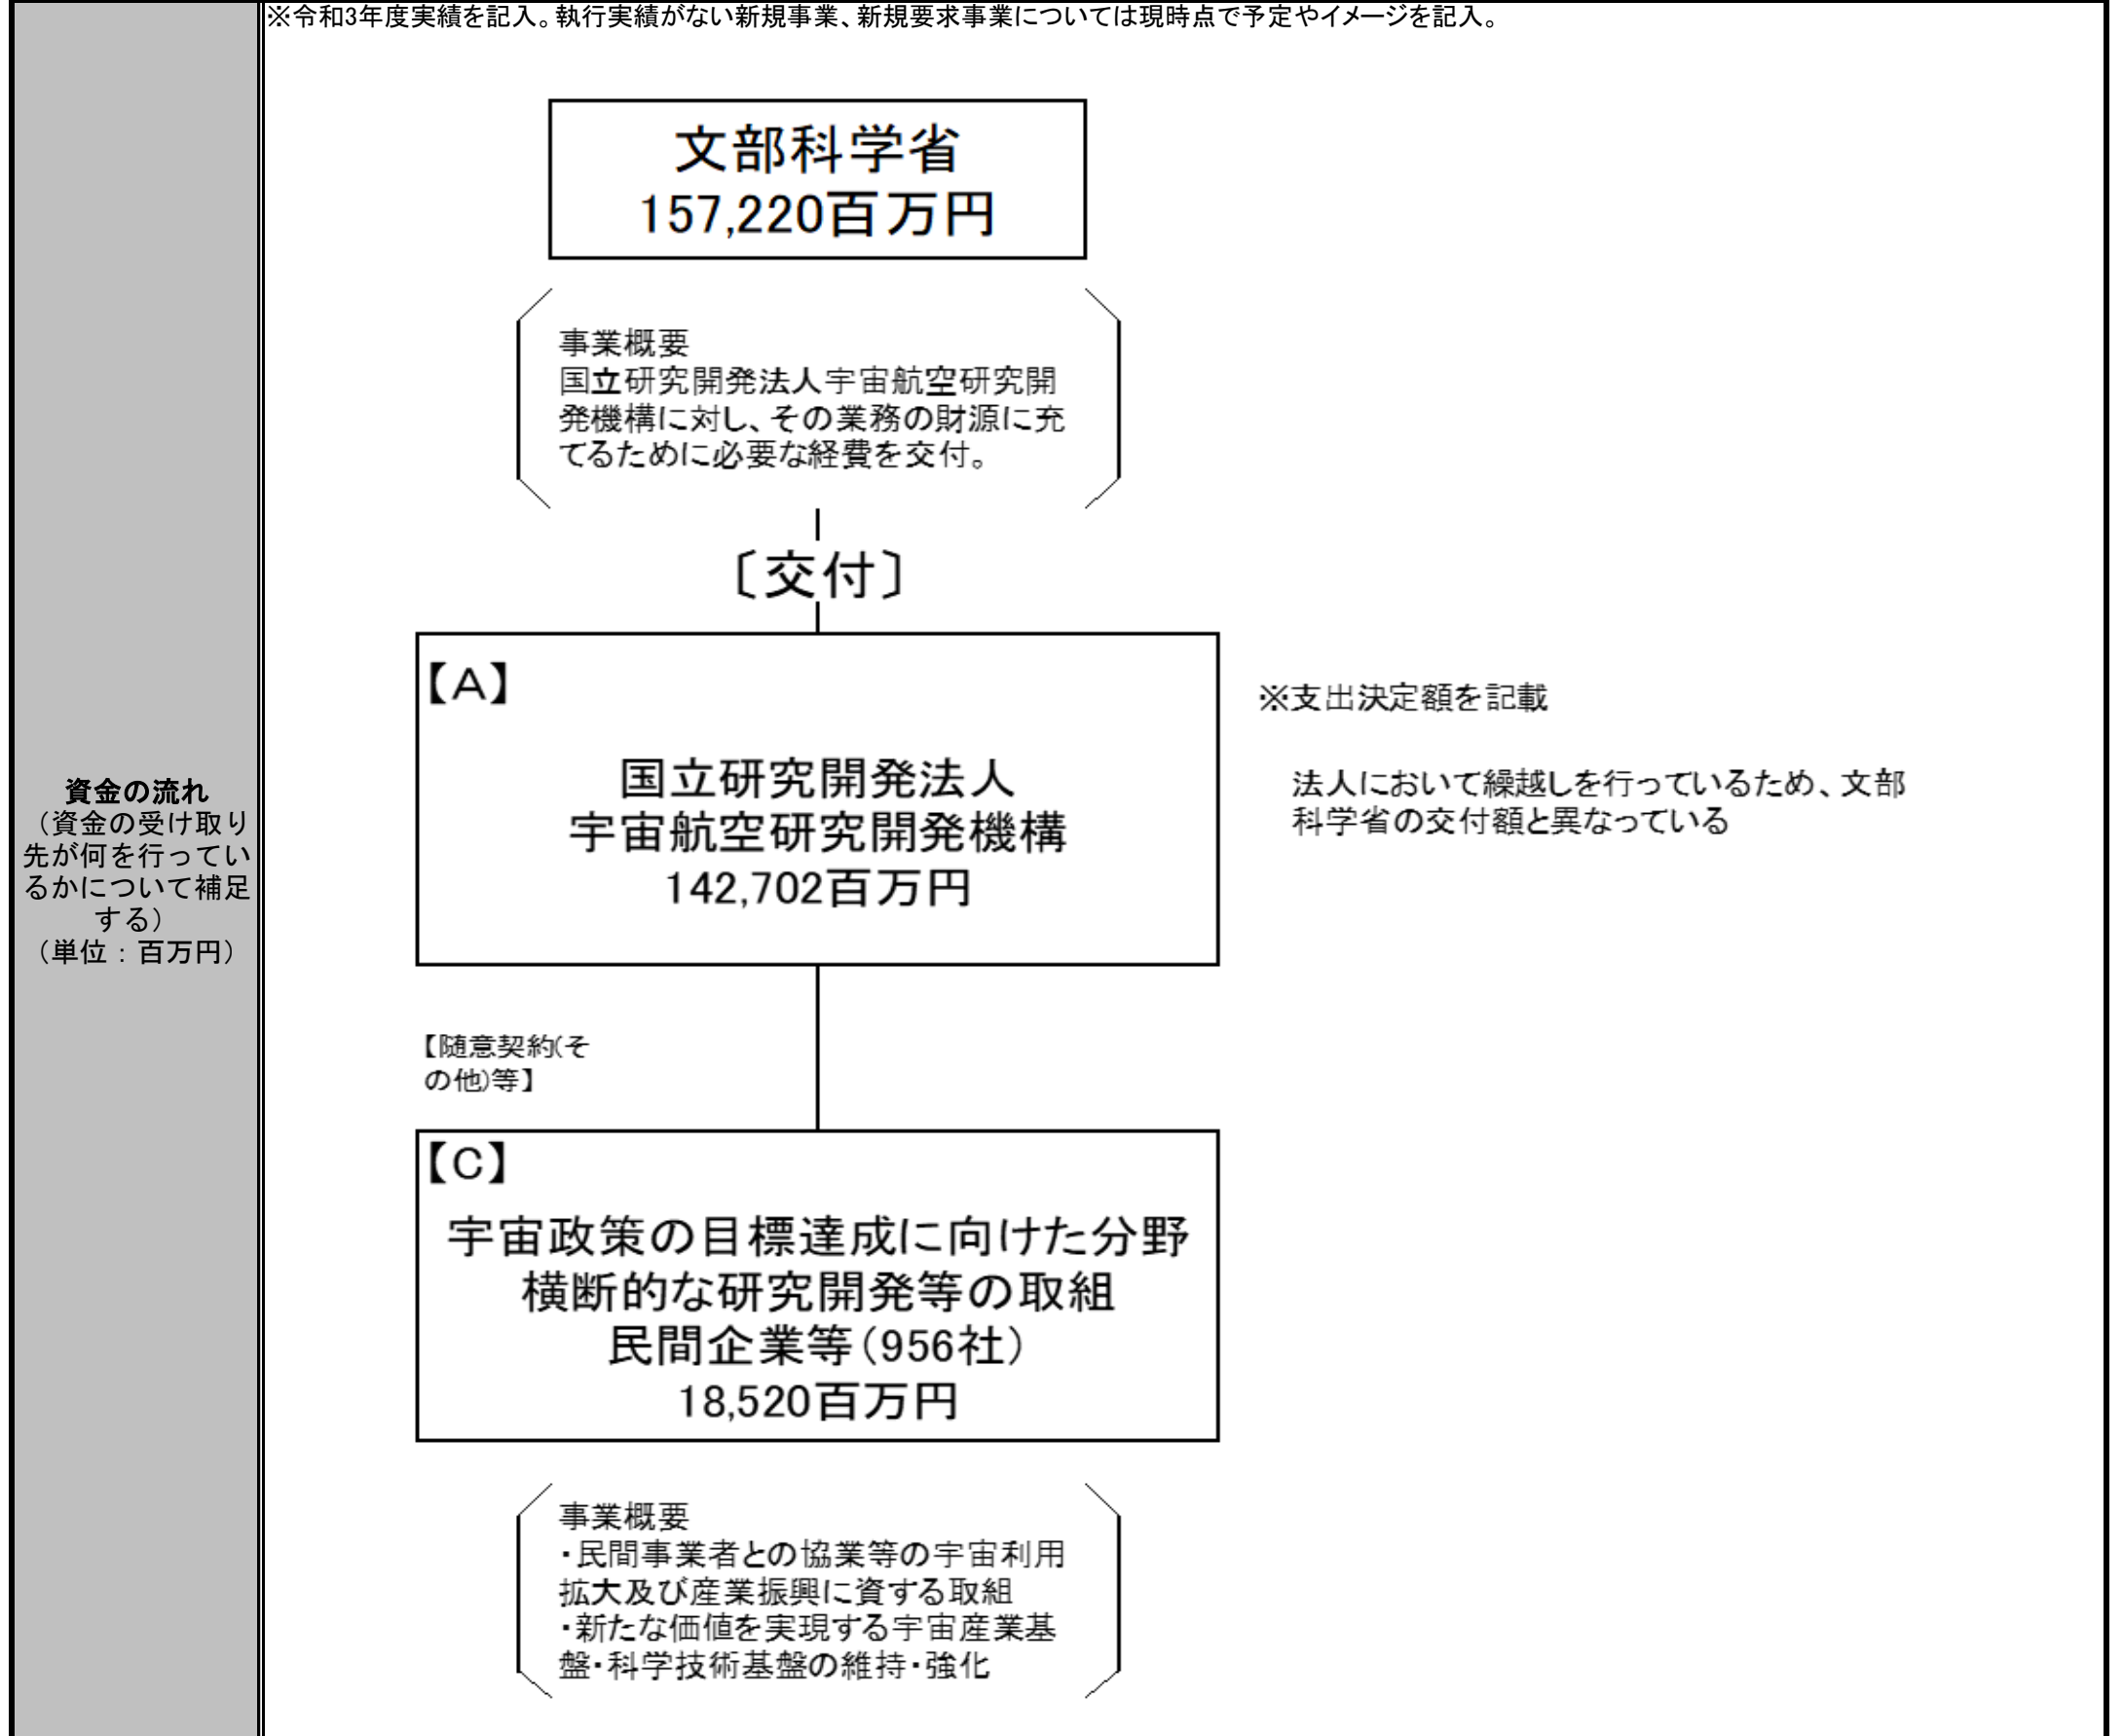 ※令和3年度実績を記入。執行実績がない新規事業、新規要求事業については現時点で予定やイメージを記入。
資金の流れ
（資金の受け取り
先が何を行ってい
るかについて補足
する）
（単位：百万円）
文部科学省
157,220百万円
事業概要
国立研究開発法人宇宙航空研究開
発機構に対し、その業務の財源に充
てるために必要な経費を交付。
〔交付〕
【A】
国立研究開発法人
宇宙航空研究開発機構
142,702百万円
※支出決定額を記載
法人において繰越しを行っているため、文部
科学省の交付額と異なっている
【随意契約(そ
の他)等】
【C】
宇宙政策の目標達成に向けた分野
横断的な研究開発等の取組
民間企業等（956社）
18,520百万円
事業概要
・民間事業者との協業等の宇宙利用
拡大及び産業振興に資する取組
・新たな価値を実現する宇宙産業基
盤・科学技術基盤の維持・強化